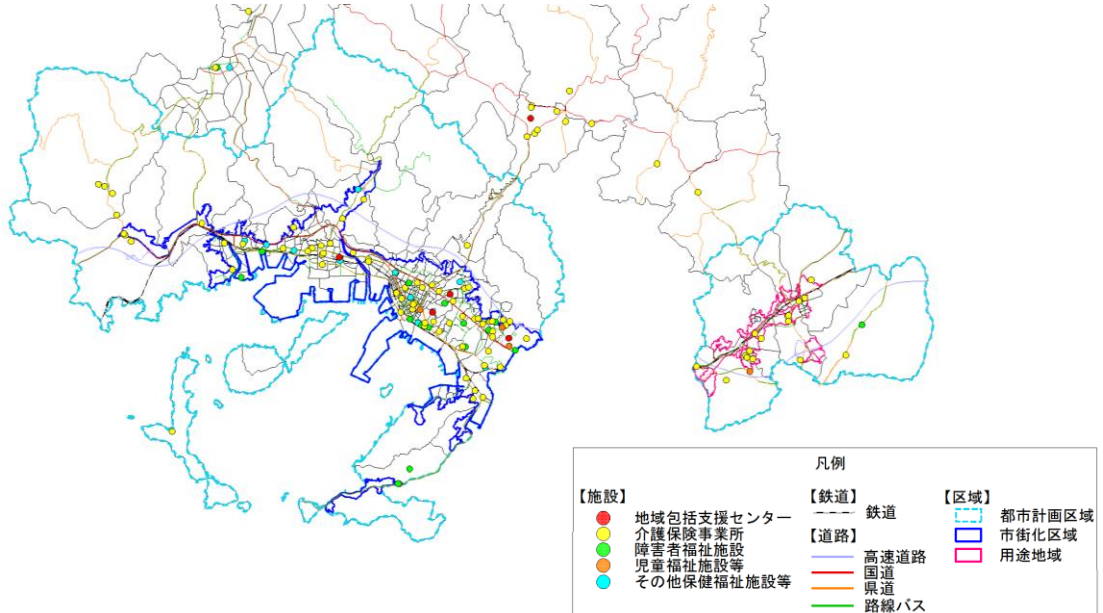 凡例
【施設】
地域包括支援センター
介護保険事業所
障害者福祉施設
児童福祉施設等
その他保健福祉施設等
【鉄道】
鉄道
【道路】
高速道路
国道
県道
路線バス
【区域】
都市計画区域
市街化区域
用途地域